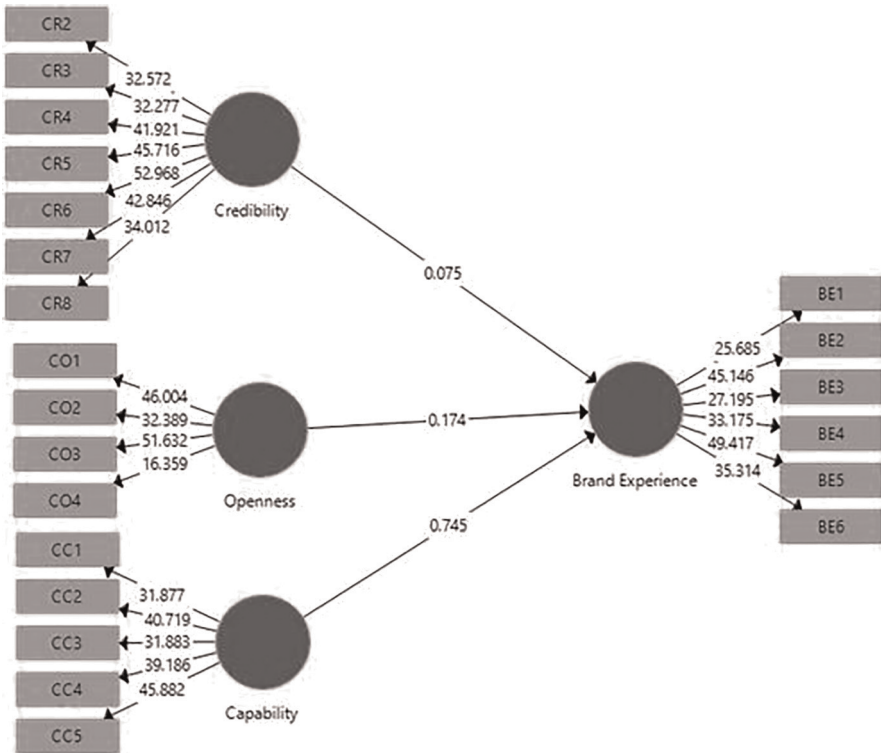 CR2
CR3
CR4
CR5
CR6
CR7
CR8
32.572
32.277
41.921
45.716
52.968
42.846
34.012
Credibility
0.075
CO1
CO2
CO3
CO4
46.004
32.389
51.632
16.359
Openness
0.174
CC1
CC2
CC3
CC4
CC5
31.877
40.719
31.883
39.186
45.882
Capability
0.745
Brand Experience
25.685
45.146
27.195
33.175
49.417
35.314
BE1
BE2
BE3
BE4
BE5
BE6